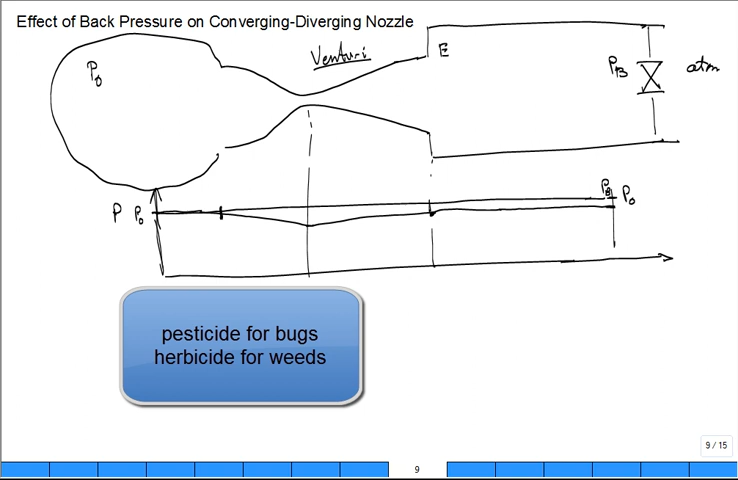 Effect of Back Pressure on Converging-Diverging Nozzle
Venturi
E
P0
PB
atm
P P0
PB
P0
pesticide for bugs
herbicide for weeds
9 / 15
9